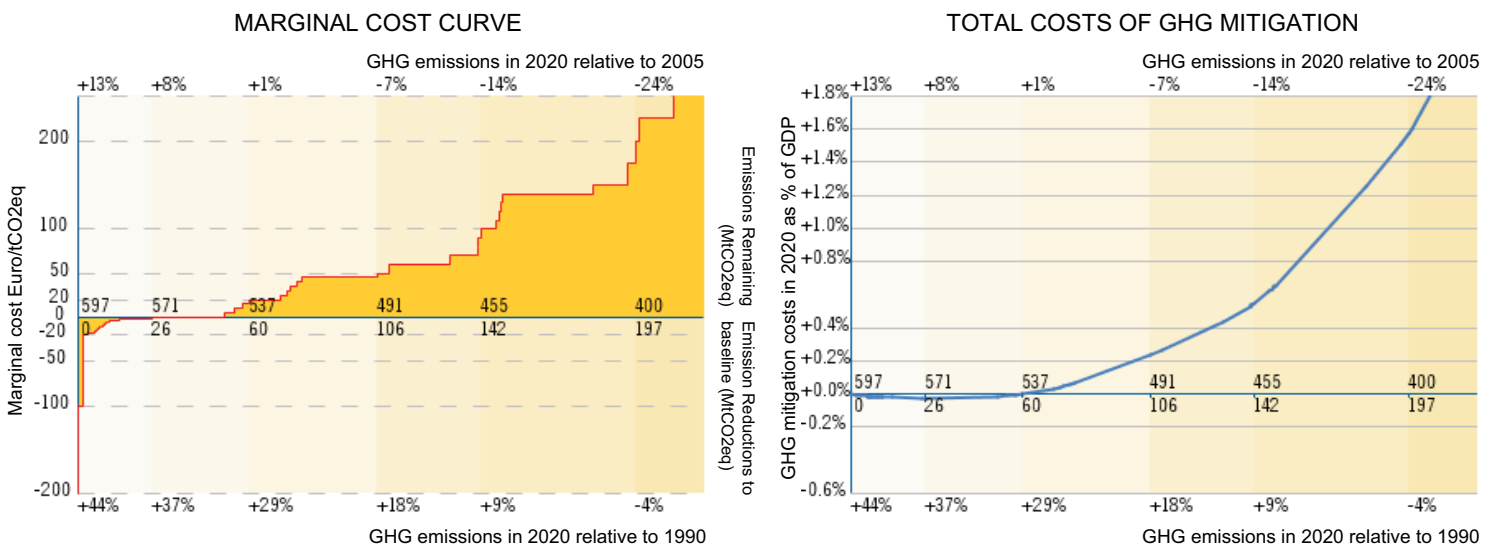 MARGINAL COST CURVE
GHG emissions in 2020 relative to 2005
+13% +8% +1% -7% -14% -24%
Marginal cost Euro/tCO2eq
200
100
50
20
0
-20
-50
-100
-200
597 571 537 491 455 400
0 26 60 106 142 197
+44% +37% +29% +18% +9% -4%
GHG emissions in 2020 relative to 1990
Emissions Remaining
(MtCO2eq)
Emission Reductions to
baseline (MtCO2eq)
TOTAL COSTS OF GHG MITIGATION
GHG emissions in 2020 relative to 2005
+13% +8% +1% -7% -14% -24%
GHG mitigation costs in 2020 as % of GDP
+1.8%
+1.6%
+1.4%
+1.2%
+1.0%
+0.8%
+0.4%
+0.2%
+0.0%
-0.2%
-0.6%
597 571 537 491 455 400
0 26 60 106 142 197
+44% +37% +29% +18% +9% -4%
GHG emissions in 2020 relative to 1990